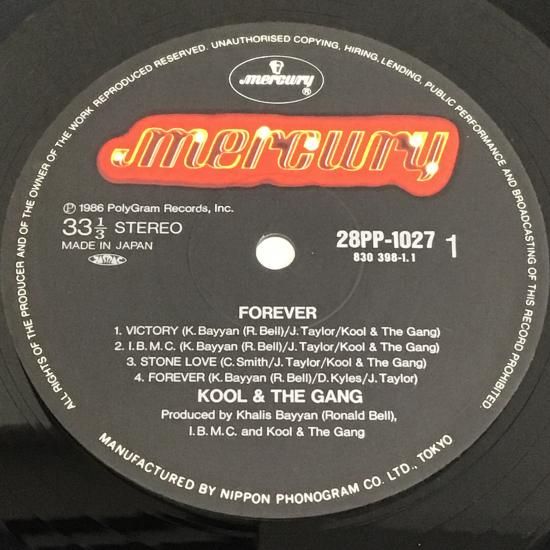 ALL RIGHTS OF THE PRODUCER AND OF THE OWNER OF THE WORK REPRODUCED RESERVED. UNAUTHORISED COPYING, HIRING, LENDING, PUBLIC PERFORMANCE AND BROADCASTING OF THIS RECORD PROHIBITED
mercury
®
mercury
Ⓟ 1986 PolyGram Records, Inc.
33 1/3 STEREO
MADE IN JAPAN
28PP-1027 1
830 398-1.1
FOREVER
1. VICTORY (K. Bayyan (R. Bell)/J. Taylor/Kool & The Gang)
2. I.B.M.C. (K. Bayyan (R. Bell)/J. Taylor/Kool & The Gang)
3. STONE LOVE (C. Smith/J. Taylor/Kool & The Gang)
4. FOREVER (K. Bayyan (R. Bell)/D. Kyles/J. Taylor)
KOOL & THE GANG
Produced by Khalis Bayyan (Ronald Bell),
I.B.M.C. and Kool & The Gang
MANUFACTURED BY NIPPON PHONOGRAM CO. LTD., TOKYO